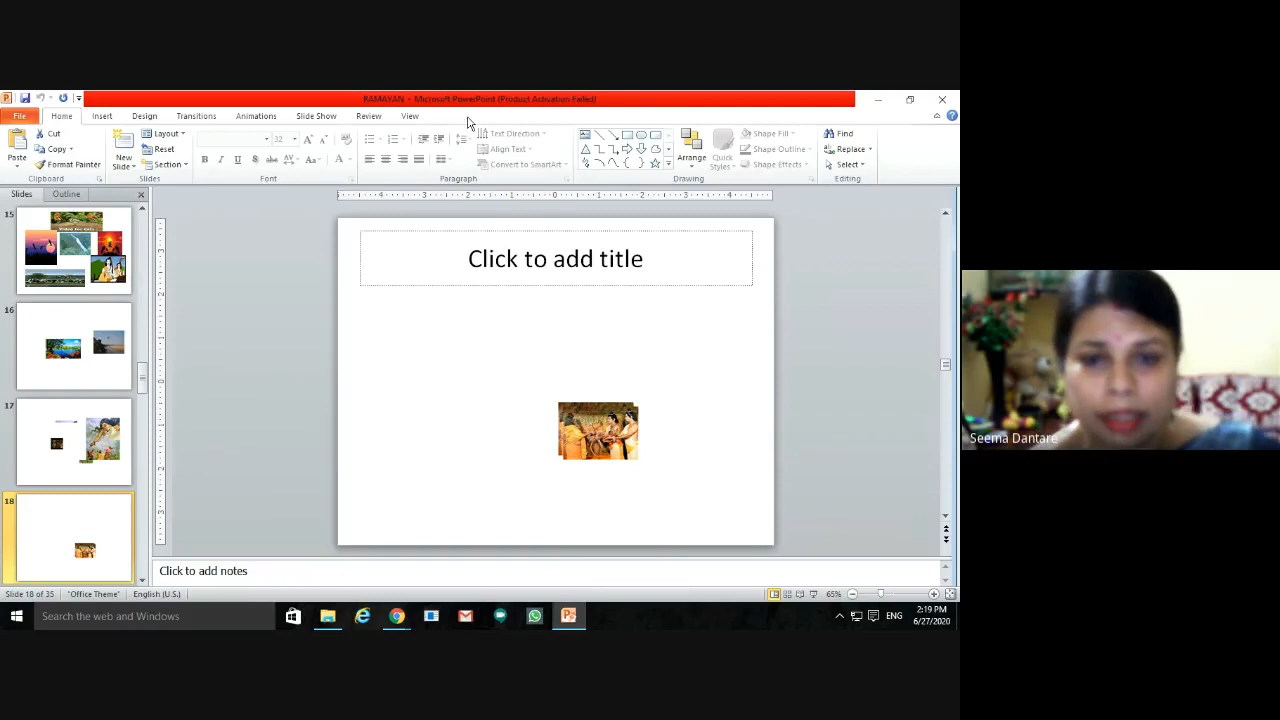 RAMAYAN - Microsoft PowerPoint (Product Activation Failed)
File Home Insert Design Transitions Animations Slide Show Review View
Paste
Cut
Copy
Format Painter
Clipboard
New Slide
Layout
Reset
Section
Slides
32
B I U S abc AV Aa A
Font
Text Direction
Align Text
Convert to SmartArt
Paragraph
Arrange
Quick Styles
Shape Fill
Shape Outline
Shape Effects
Drawing
Find
Replace
Select
Editing
Slides Outline
15
16
17
18
Click to add title
Click to add notes
Seema Dantare
Slide 18 of 35 "Office Theme" English (U.S.) 65%
Search the web and Windows
ENG
2:19 PM
6/27/2020